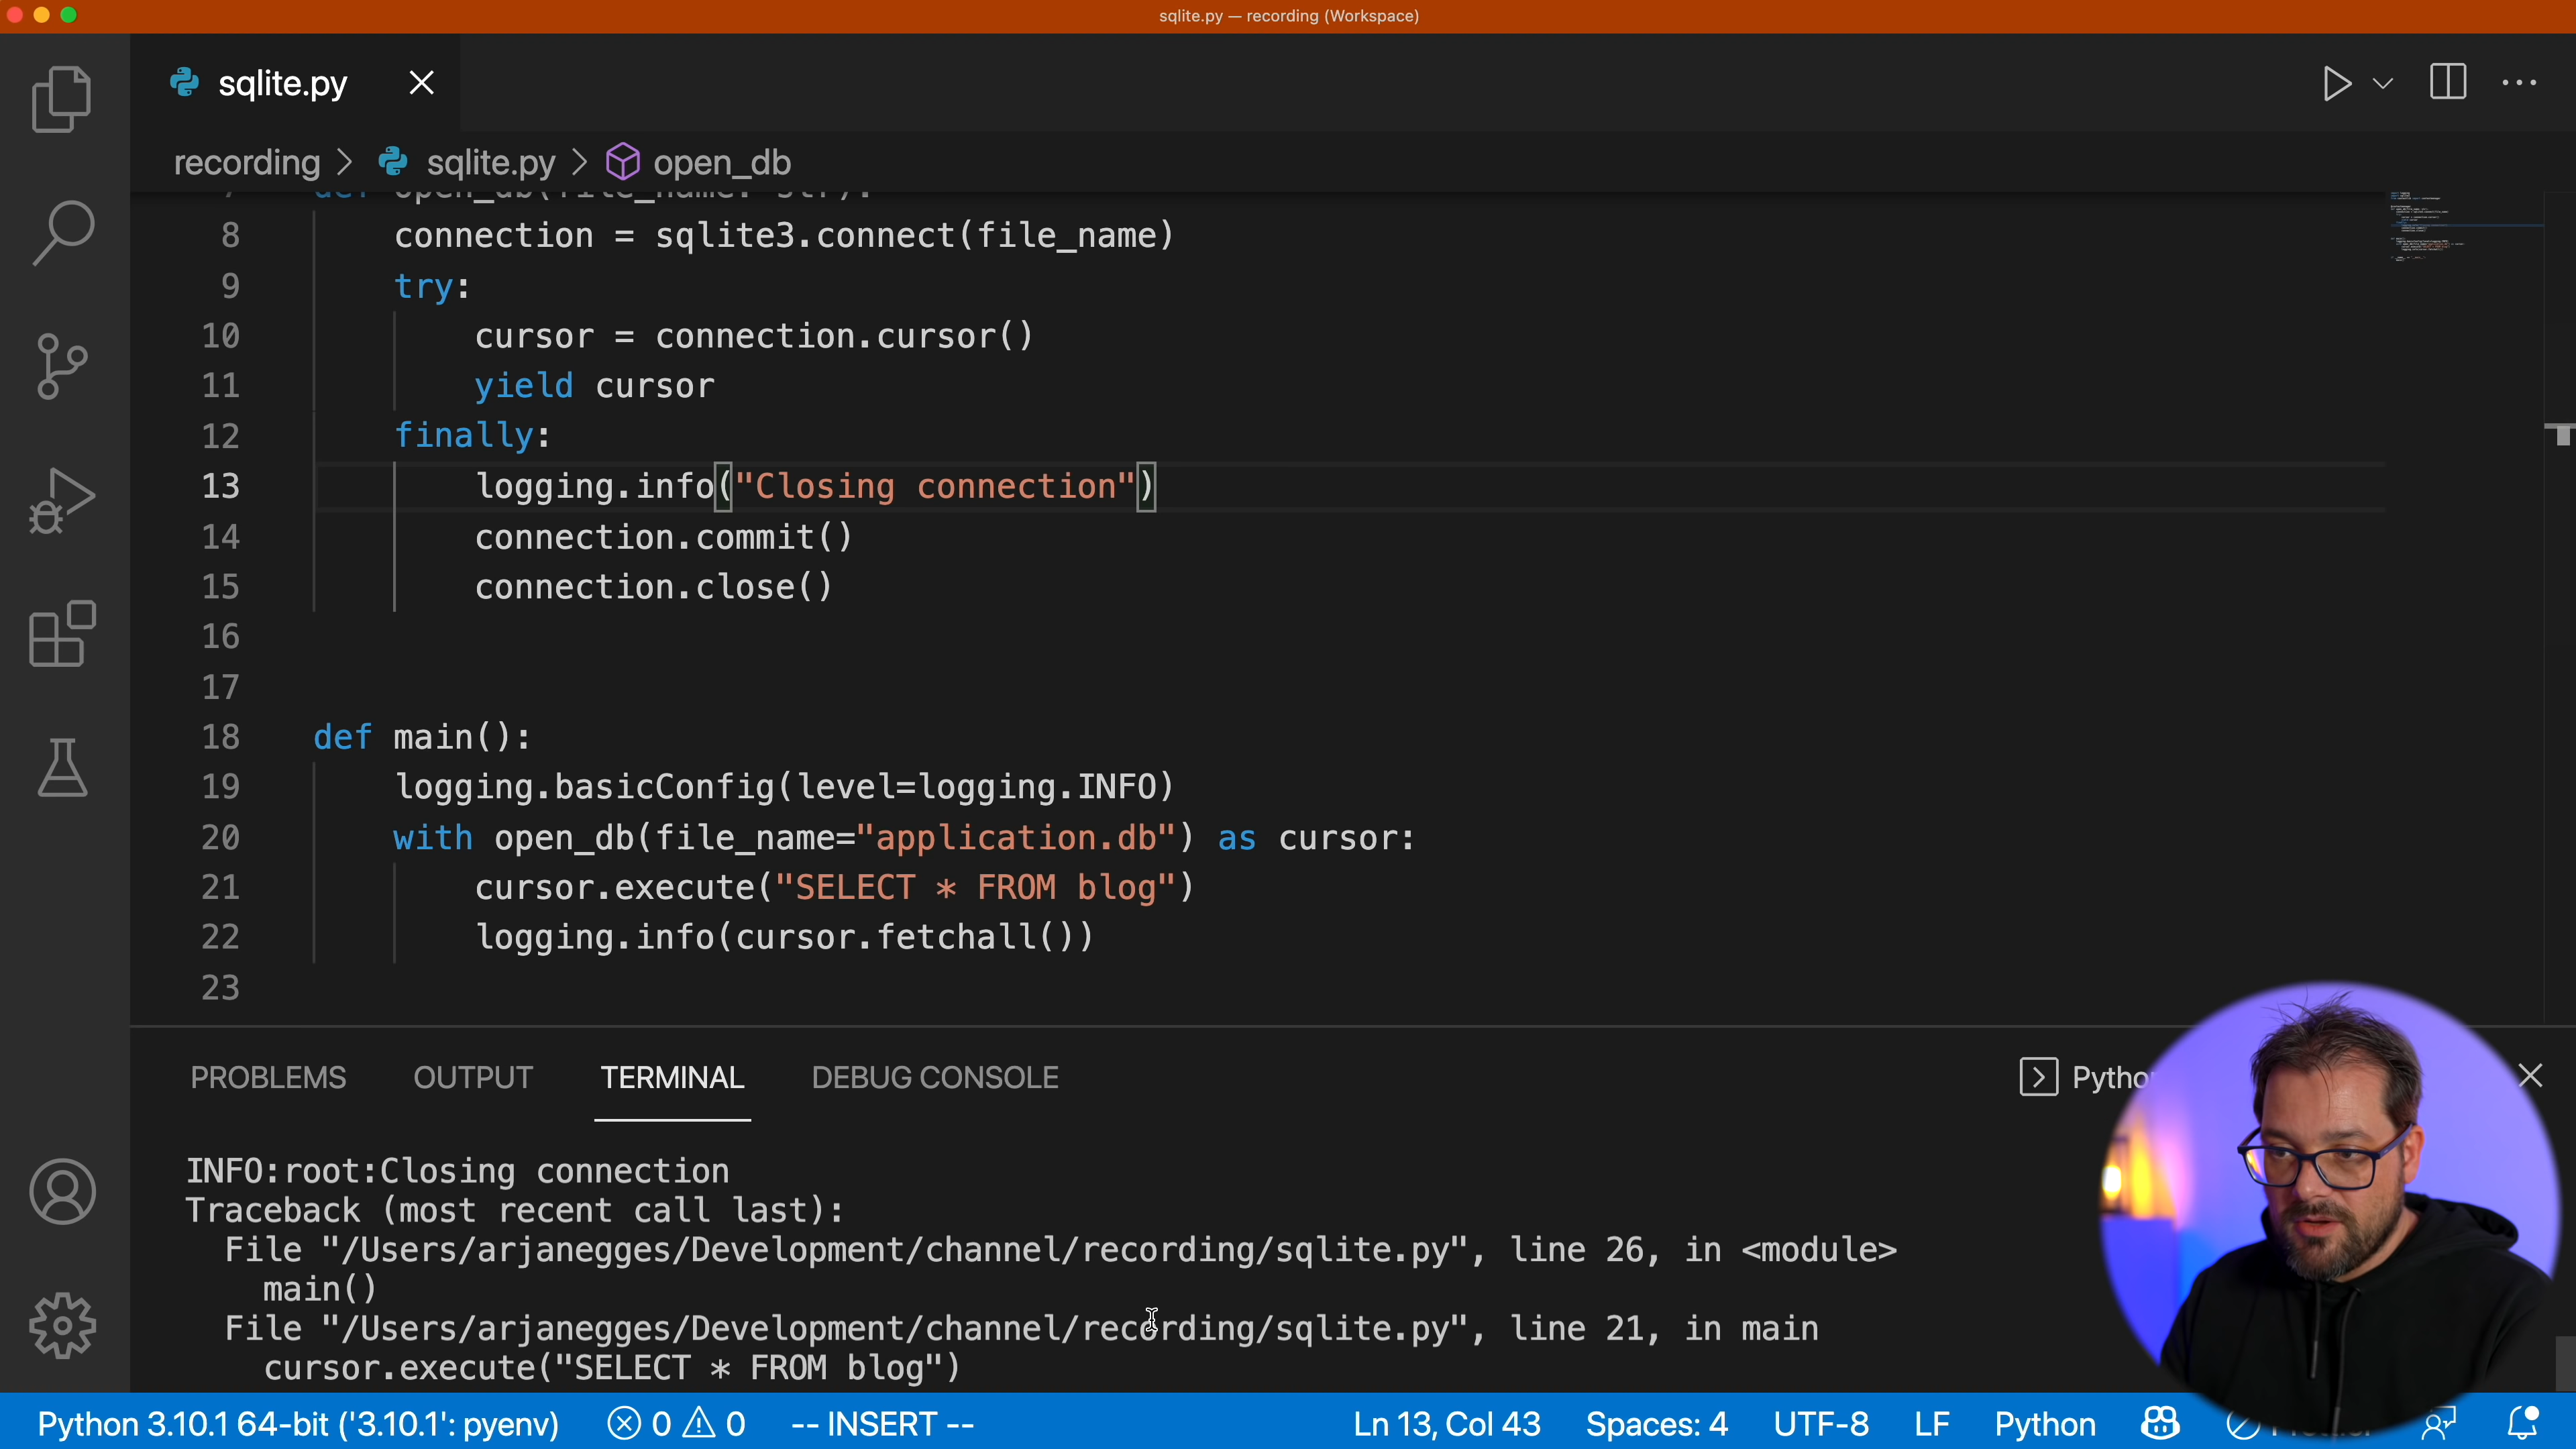 sqlite.py — recording (Workspace)
sqlite.py
recording > sqlite.py > open_db
7 def open_db(file_name: str):
8 connection = sqlite3.connect(file_name)
9 try:
10 cursor = connection.cursor()
11 yield cursor
12 finally:
13 logging.info("Closing connection")
14 connection.commit()
15 connection.close()
16
17
18 def main():
19 logging.basicConfig(level=logging.INFO)
20 with open_db(file_name="application.db") as cursor:
21 cursor.execute("SELECT * FROM blog")
22 logging.info(cursor.fetchall())
23
PROBLEMS OUTPUT TERMINAL DEBUG CONSOLE
INFO:root:Closing connection
Traceback (most recent call last):
File "/Users/arjanegges/Development/channel/recording/sqlite.py", line 26, in <module>
main()
File "/Users/arjanegges/Development/channel/recording/sqlite.py", line 21, in main
cursor.execute("SELECT * FROM blog")
Python 3.10.1 64-bit ('3.10.1': pyenv) 0 0 -- INSERT -- Ln 13, Col 43 Spaces: 4 UTF-8 LF Python